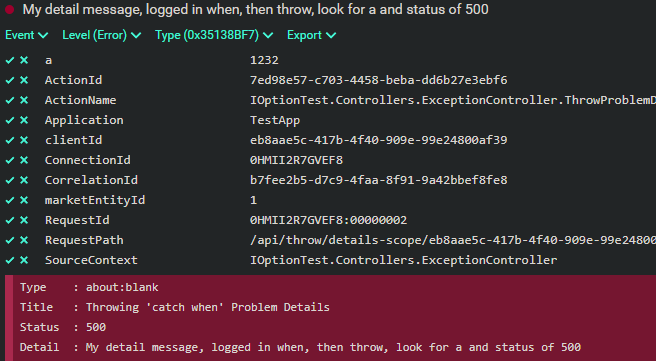 My detail message, logged in when, then throw, look for a and status of 500
Event Level (Error) Type (0x35138BF7) Export
a 1232
ActionId 7ed98e57-c703-4458-beba-dd6b27e3ebf6
ActionName IOptionTest.Controllers.ExceptionController.ThrowProblemD
Application TestApp
clientId eb8aae5c-417b-4f40-909e-99e24800af39
ConnectionId 0HMII2R7GVEF8
CorrelationId b7fee2b5-d7c9-4faa-8f91-9a42bbef8fe8
marketEntityId 1
RequestId 0HMII2R7GVEF8:00000002
RequestPath /api/throw/details-scope/eb8aae5c-417b-4f40-909e-99e24800
SourceContext IOptionTest.Controllers.ExceptionController
Type : about:blank
Title : Throwing 'catch when' Problem Details
Status : 500
Detail : My detail message, logged in when, then throw, look for a and status of 500